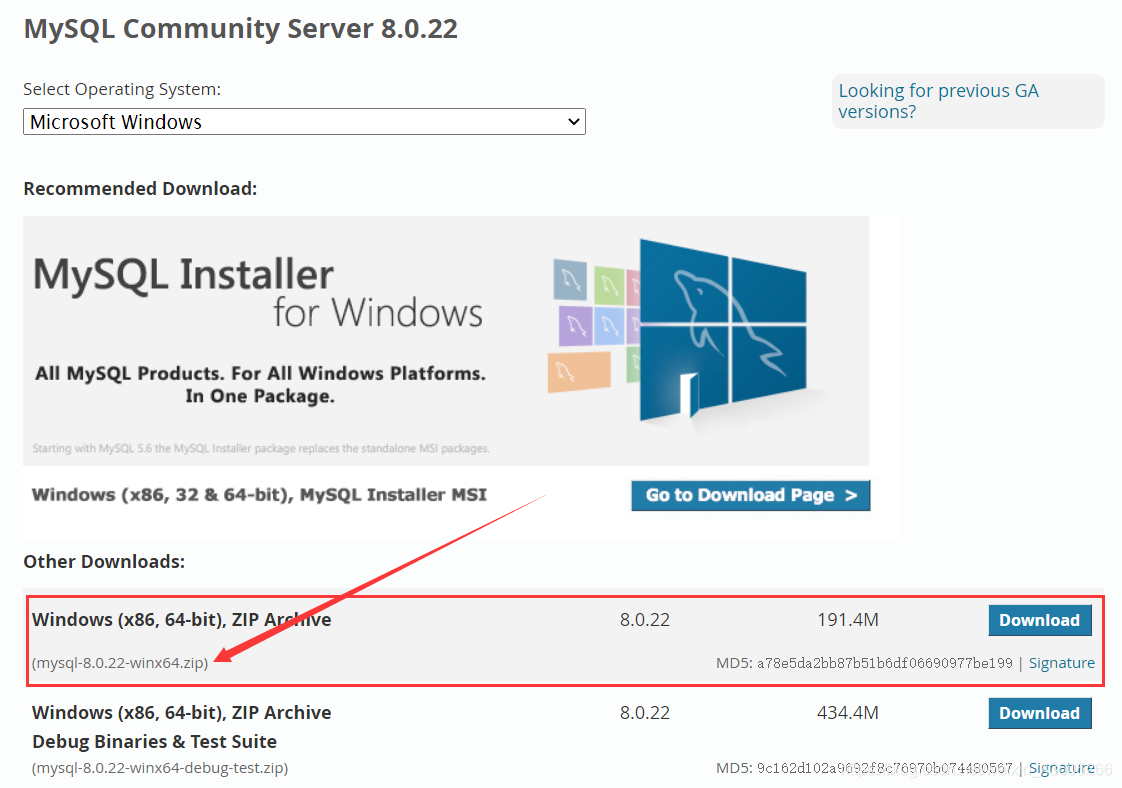 MySQL Community Server 8.0.22
Select Operating System:
Looking for previous GA
versions?
Microsoft Windows
Recommended Download:
MySQL Installer
for Windows
All MySQL Products. For All Windows Platforms.
In One Package.
Starting with MySQL 5.6 the MySQL Installer package replaces the standalone MSI packages.
Windows (x86, 32 & 64-bit), MySQL Installer MSI
Go to Download Page >
Other Downloads:
Windows (x86, 64-bit), ZIP Archive 8.0.22 191.4M Download
(mysql-8.0.22-winx64.zip) MD5: a78e5da2bb87b51b6df06690977be199 | Signature
Windows (x86, 64-bit), ZIP Archive 8.0.22 434.4M Download
Debug Binaries & Test Suite
(mysql-8.0.22-winx64-debug-test.zip) MD5: 9c162d102a9692f8c76970b074480567 | Signature